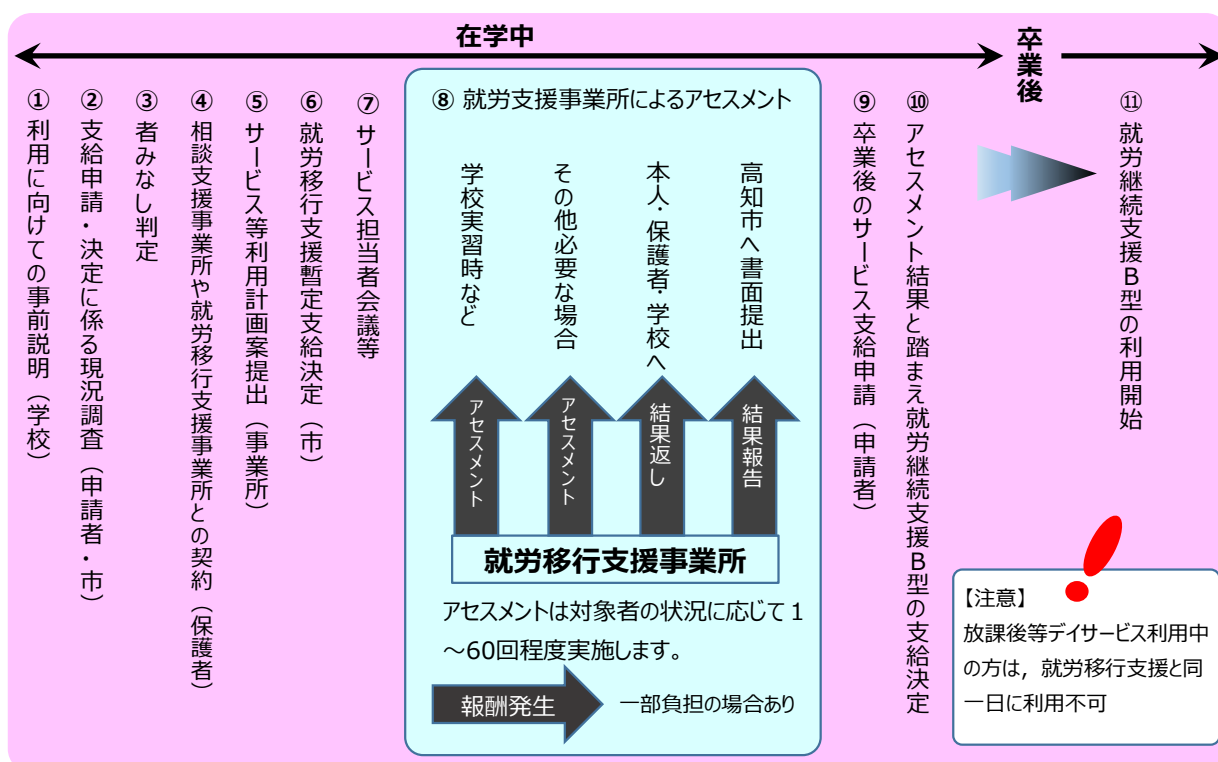 在学中
卒業後
① 利用に向けての事前説明（学校）
② 支給申請・決定に係る現況調査（申請者・市）
③ 者みなし判定
④ 相談支援事業所や就労移行支援事業所との契約（保護者）
⑤ サービス等利用計画案提出（事業所）
⑥ 就労移行支援暫定支給決定（市）
⑦ サービス担当者会議等
⑧ 就労支援事業所によるアセスメント
学校実習時など
その他必要な場合
本人・保護者・学校へ
高知市へ書面提出
アセスメント
アセスメント
結果返し
結果報告
就労移行支援事業所
アセスメントは対象者の状況に応じて１
～60回程度実施します。
報酬発生
一部負担の場合あり
⑨ 卒業後のサービス支給申請（申請者）
⑩ アセスメント結果と踏まえ就労継続支援Ｂ型の支給決定
⑪ 就労継続支援Ｂ型の利用開始
【注意】
放課後等デイサービス利用中
の方は，就労移行支援と同
一日に利用不可